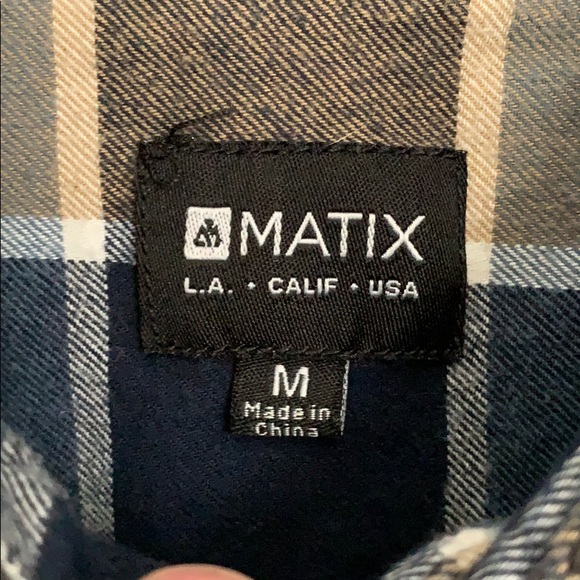 MATIX
L.A. • CALIF • USA
M
Made in
China